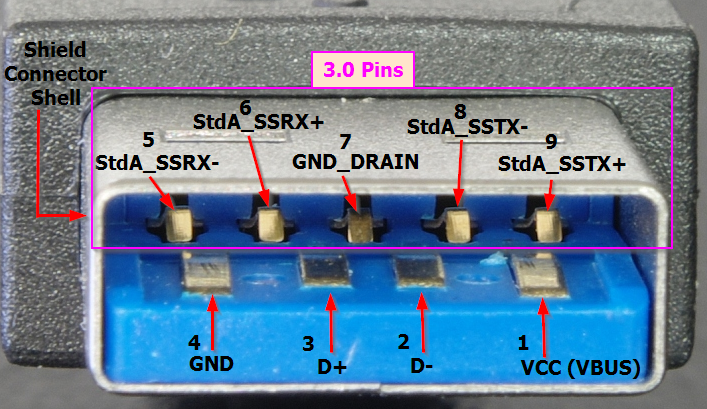 Shield
Connector
Shell
3.0 Pins
5
StdA_SSRX-
6
StdA_SSRX+
7
GND_DRAIN
8
StdA_SSTX-
9
StdA_SSTX+
4
GND
3
D+
2
D-
1
VCC (VBUS)